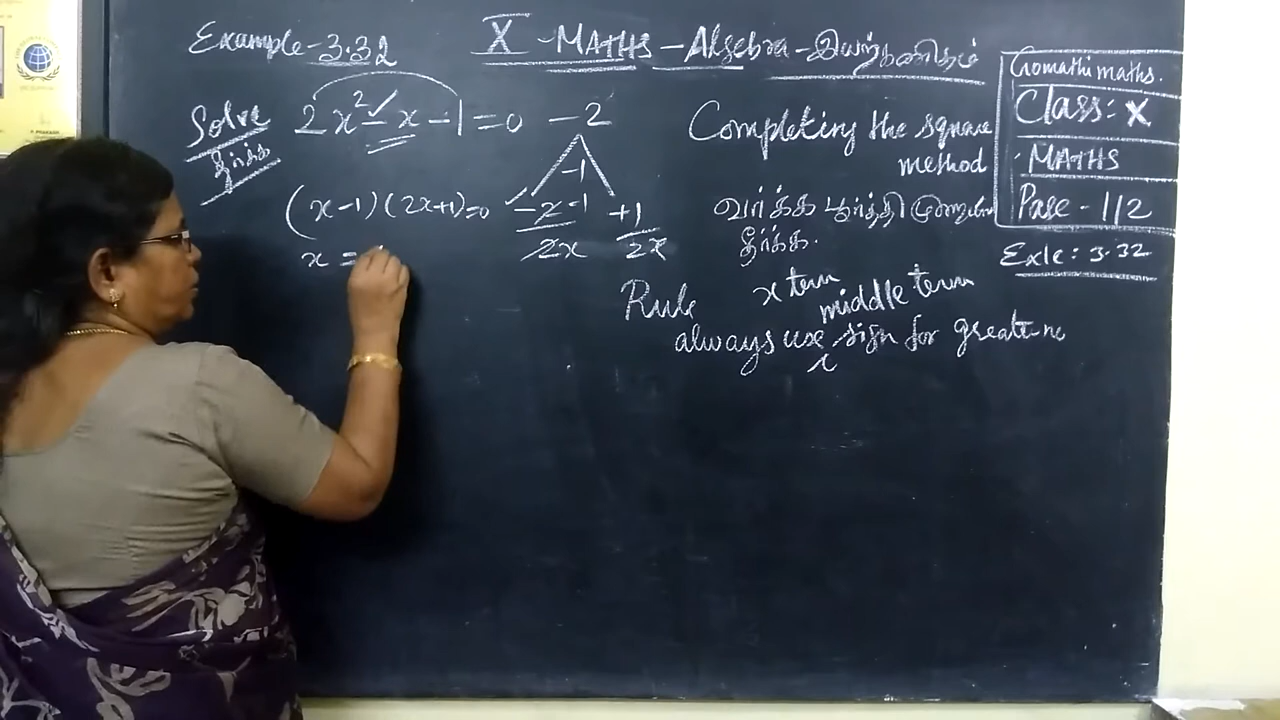 Example-3.32
X - MATHS - Algebra - இயற்கணிதம்
Gomathi maths.
Class: X
MATHS
Page - 112
Exle: 3.32
Solve
தீர்க்க
2x² - x - 1 = 0
(x-1)(2x+1)=0
x =
-2
-1
-2 -1 +1
2x 2x
Completing the square
method
வர்க்க பூர்த்தி முறையில்
தீர்க்க.
Rule
x term
middle term
always use sign for greate no